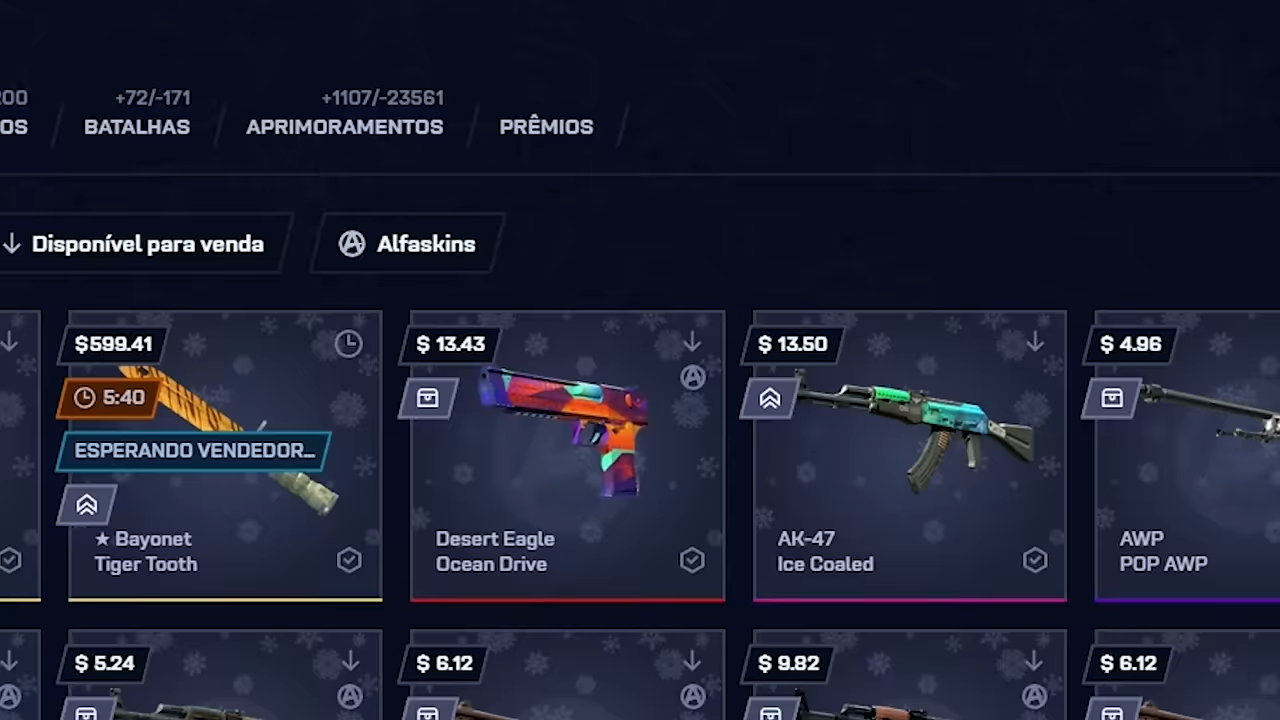 200 +72/-171 +1107/-23561
OS BATALHAS APRIMORAMENTOS PRÊMIOS
Disponível para venda Alfaskins
$599.41 $ 13.43 $ 13.50 $ 4.96
5:40
ESPERANDO VENDEDOR...
★ Bayonet Desert Eagle AK-47 AWP
Tiger Tooth Ocean Drive Ice Coaled POP AWP
$ 5.24 $ 6.12 $ 9.82 $ 6.12